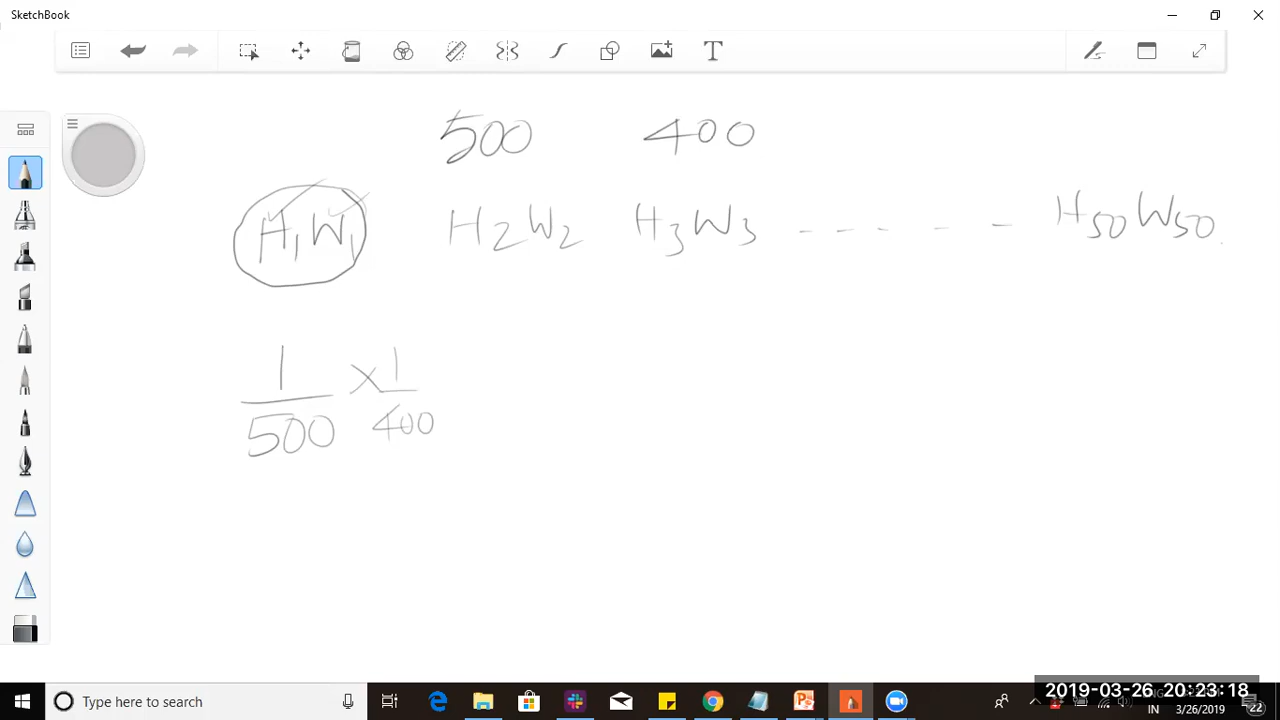 SketchBook
500 400
H1W1 H2W2 H3W3 - - - - - H50W50
1/500 × 1/400
Type here to search
2019-03-26 20:23:18
IN 3/26/2019 22